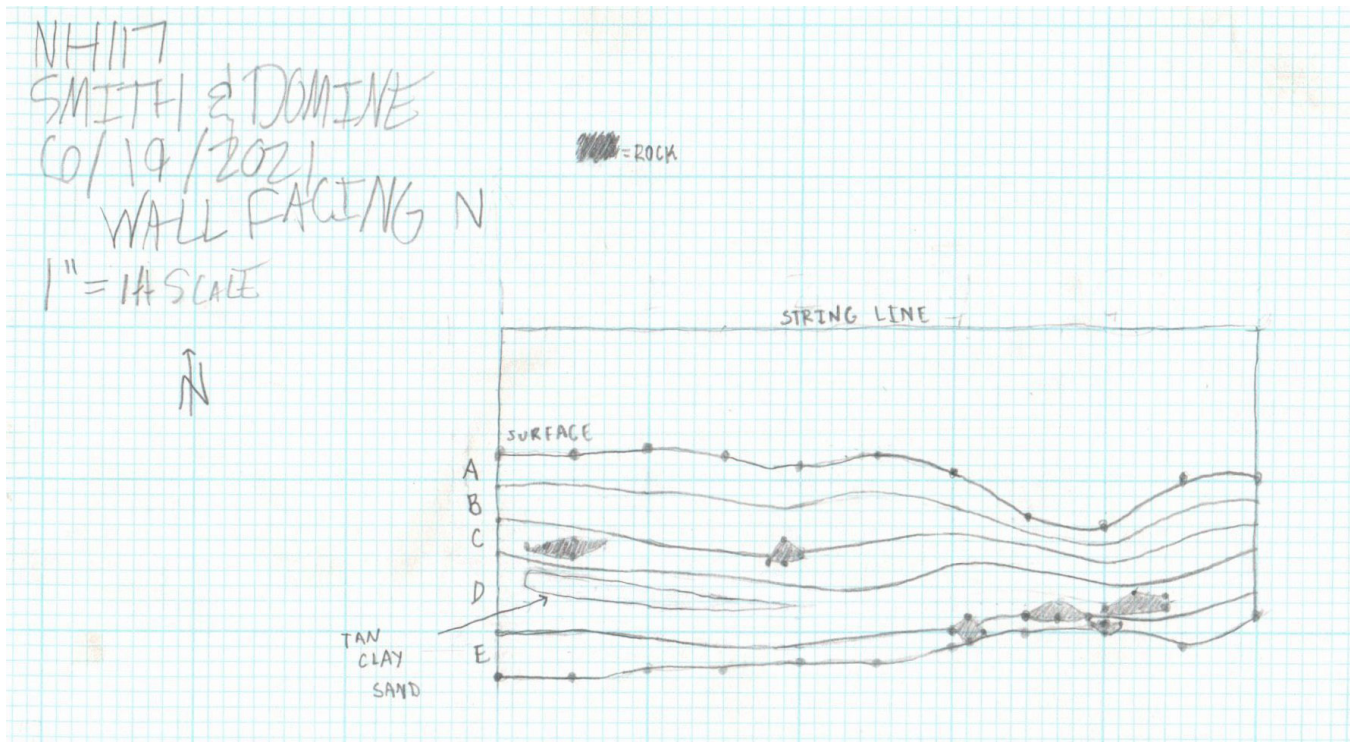 NH117
SMITH & DOMINE
6/19/2021
WALL FACING N
1" = 1ft SCALE
= ROCK
N
STRING LINE
SURFACE
A
B
C
D
E
TAN
CLAY
SAND